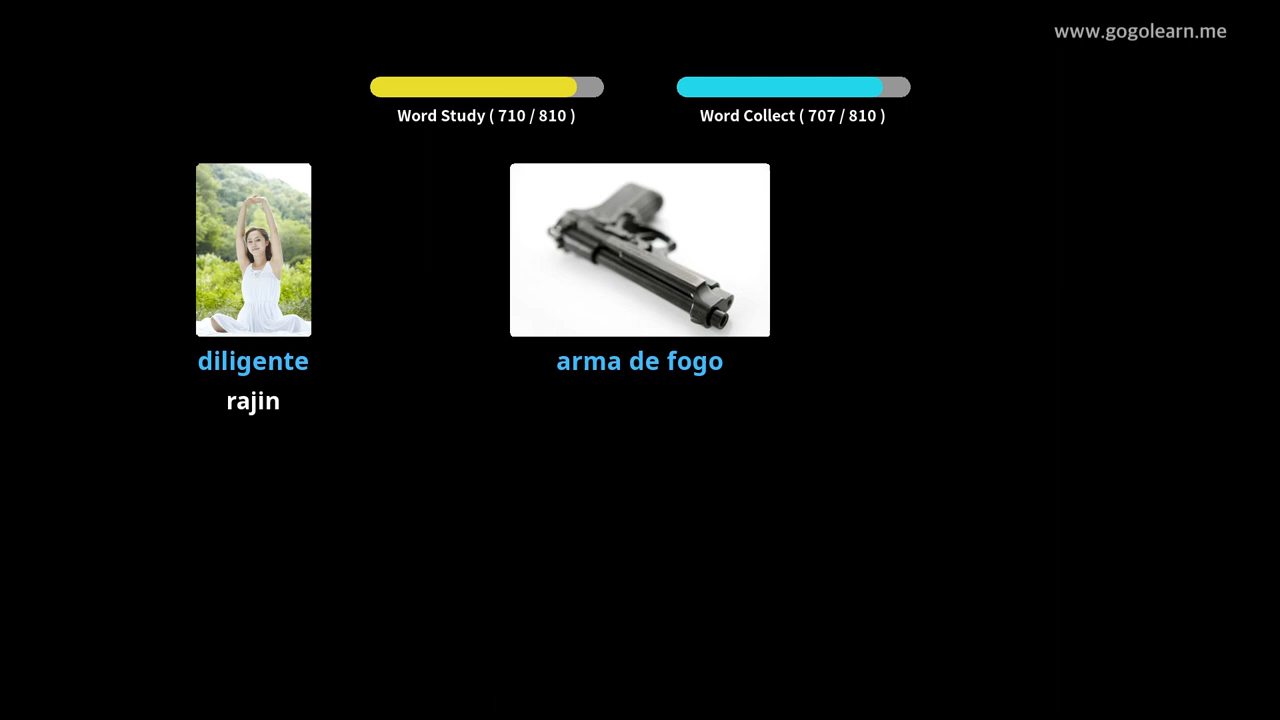 www.gogolearn.me
Word Study ( 710 / 810 )
Word Collect ( 707 / 810 )
diligente
arma de fogo
rajin